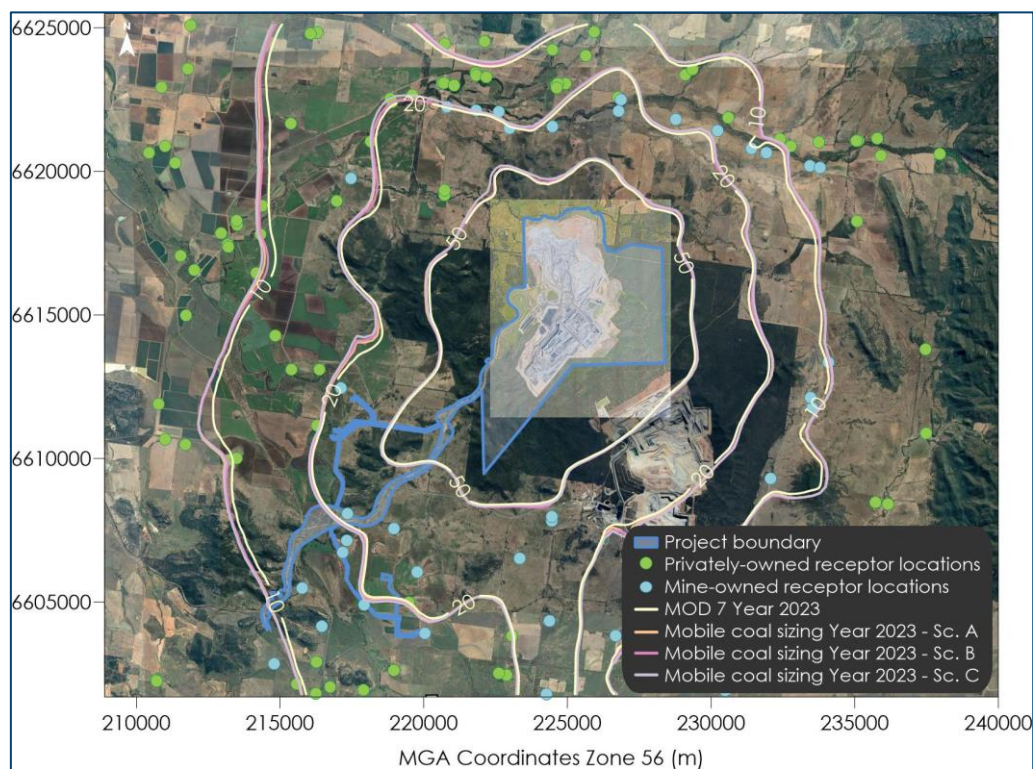 6625000
6620000
6615000
6610000
6605000
N
10
20
5
20
50
50
10
20
10
20
50
10
20
Project boundary
Privately-owned receptor locations
Mine-owned receptor locations
MOD 7 Year 2023
Mobile coal sizing Year 2023 - Sc. A
Mobile coal sizing Year 2023 - Sc. B
Mobile coal sizing Year 2023 - Sc. C
210000 215000 220000 225000 230000 235000 240000
MGA Coordinates Zone 56 (m)